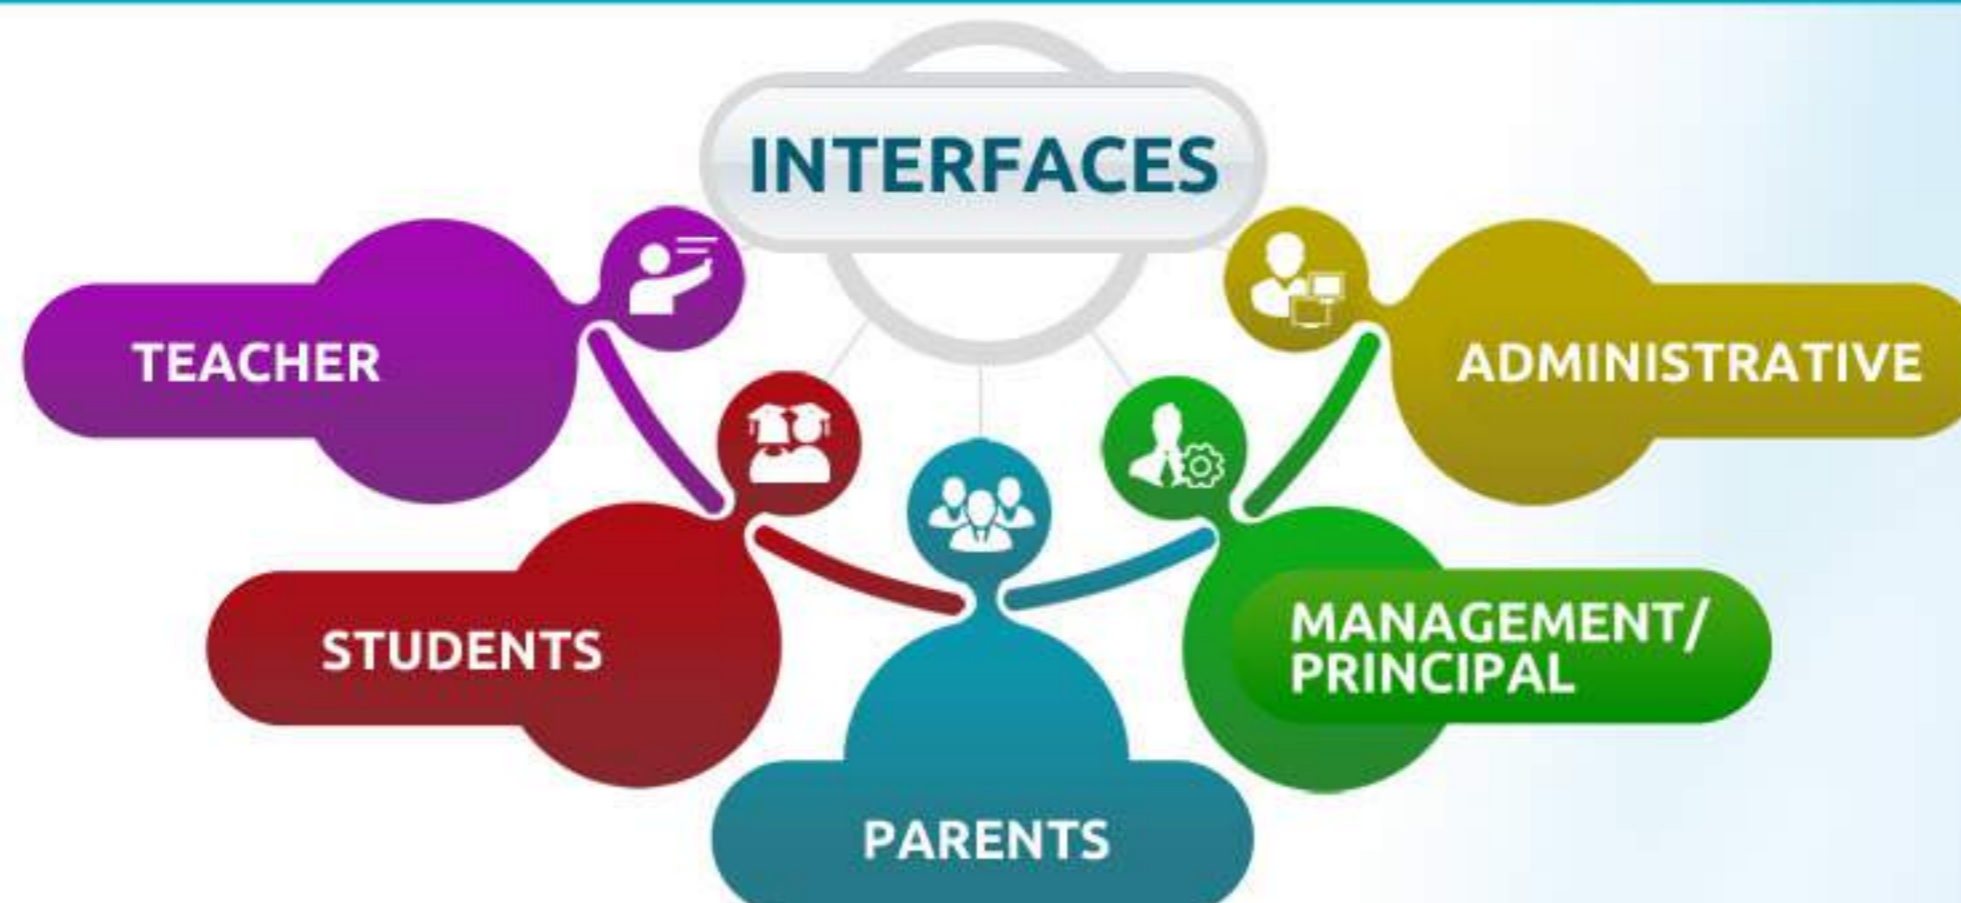 INTERFACES
TEACHER
ADMINISTRATIVE
STUDENTS
MANAGEMENT/
PRINCIPAL
PARENTS